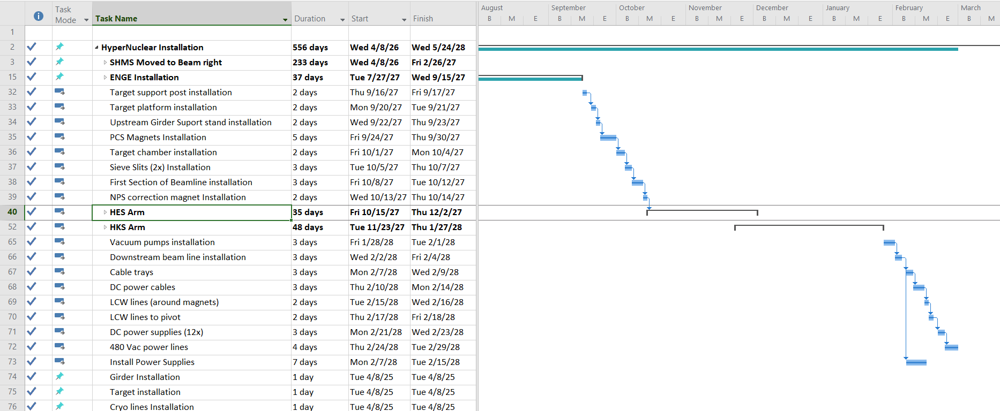 Task Mode Task Name Duration Start Finish
August September October November December January February March
B M E B M E B M E B M E B M E B M E B M E B M
1
2 HyperNuclear Installation 556 days Wed 4/8/26 Wed 5/24/28
3 SHMS Moved to Beam right 233 days Wed 4/8/26 Fri 2/26/27
15 ENGE Installation 37 days Tue 7/27/27 Wed 9/15/27
32 Target support post installation 2 days Thu 9/16/27 Fri 9/17/27
33 Target platform installation 2 days Mon 9/20/27 Tue 9/21/27
34 Upstream Girder Suport stand installation 2 days Wed 9/22/27 Thu 9/23/27
35 PCS Magnets Installation 5 days Fri 9/24/27 Thu 9/30/27
36 Target chamber installation 2 days Fri 10/1/27 Mon 10/4/27
37 Sieve Slits (2x) Installation 3 days Tue 10/5/27 Thu 10/7/27
38 First Section of Beamline installation 3 days Fri 10/8/27 Tue 10/12/27
39 NPS correction magnet Installation 2 days Wed 10/13/27 Thu 10/14/27
40 HES Arm 35 days Fri 10/15/27 Thu 12/2/27
52 HKS Arm 48 days Tue 11/23/27 Thu 1/27/28
65 Vacuum pumps installation 3 days Fri 1/28/28 Tue 2/1/28
66 Downstream beam line installation 3 days Wed 2/2/28 Fri 2/4/28
67 Cable trays 3 days Mon 2/7/28 Wed 2/9/28
68 DC power cables 3 days Thu 2/10/28 Mon 2/14/28
69 LCW lines (around magnets) 2 days Tue 2/15/28 Wed 2/16/28
70 LCW lines to pivot 2 days Thu 2/17/28 Fri 2/18/28
71 DC power supplies (12x) 3 days Mon 2/21/28 Wed 2/23/28
72 480 Vac power lines 4 days Thu 2/24/28 Tue 2/29/28
73 Install Power Supplies 7 days Mon 2/7/28 Tue 2/15/28
74 Girder Installation 1 day Tue 4/8/25 Tue 4/8/25
75 Target installation 1 day Tue 4/8/25 Tue 4/8/25
76 Cryo lines Installation 1 day Tue 4/8/25 Tue 4/8/25